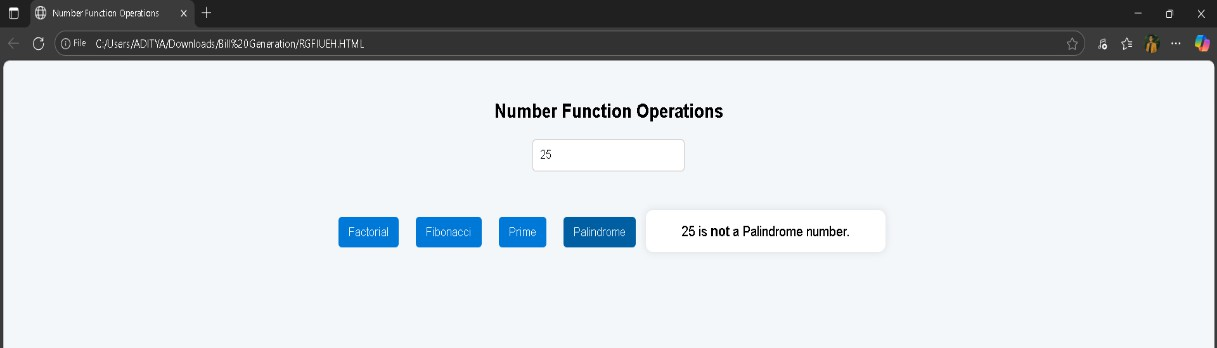 Number Function Operations
File C:/Users/ADITYA/Downloads/Bill%20Generation/RGFIUEH.HTML
Number Function Operations
25
Factorial Fibonacci Prime Palindrome 25 is not a Palindrome number.